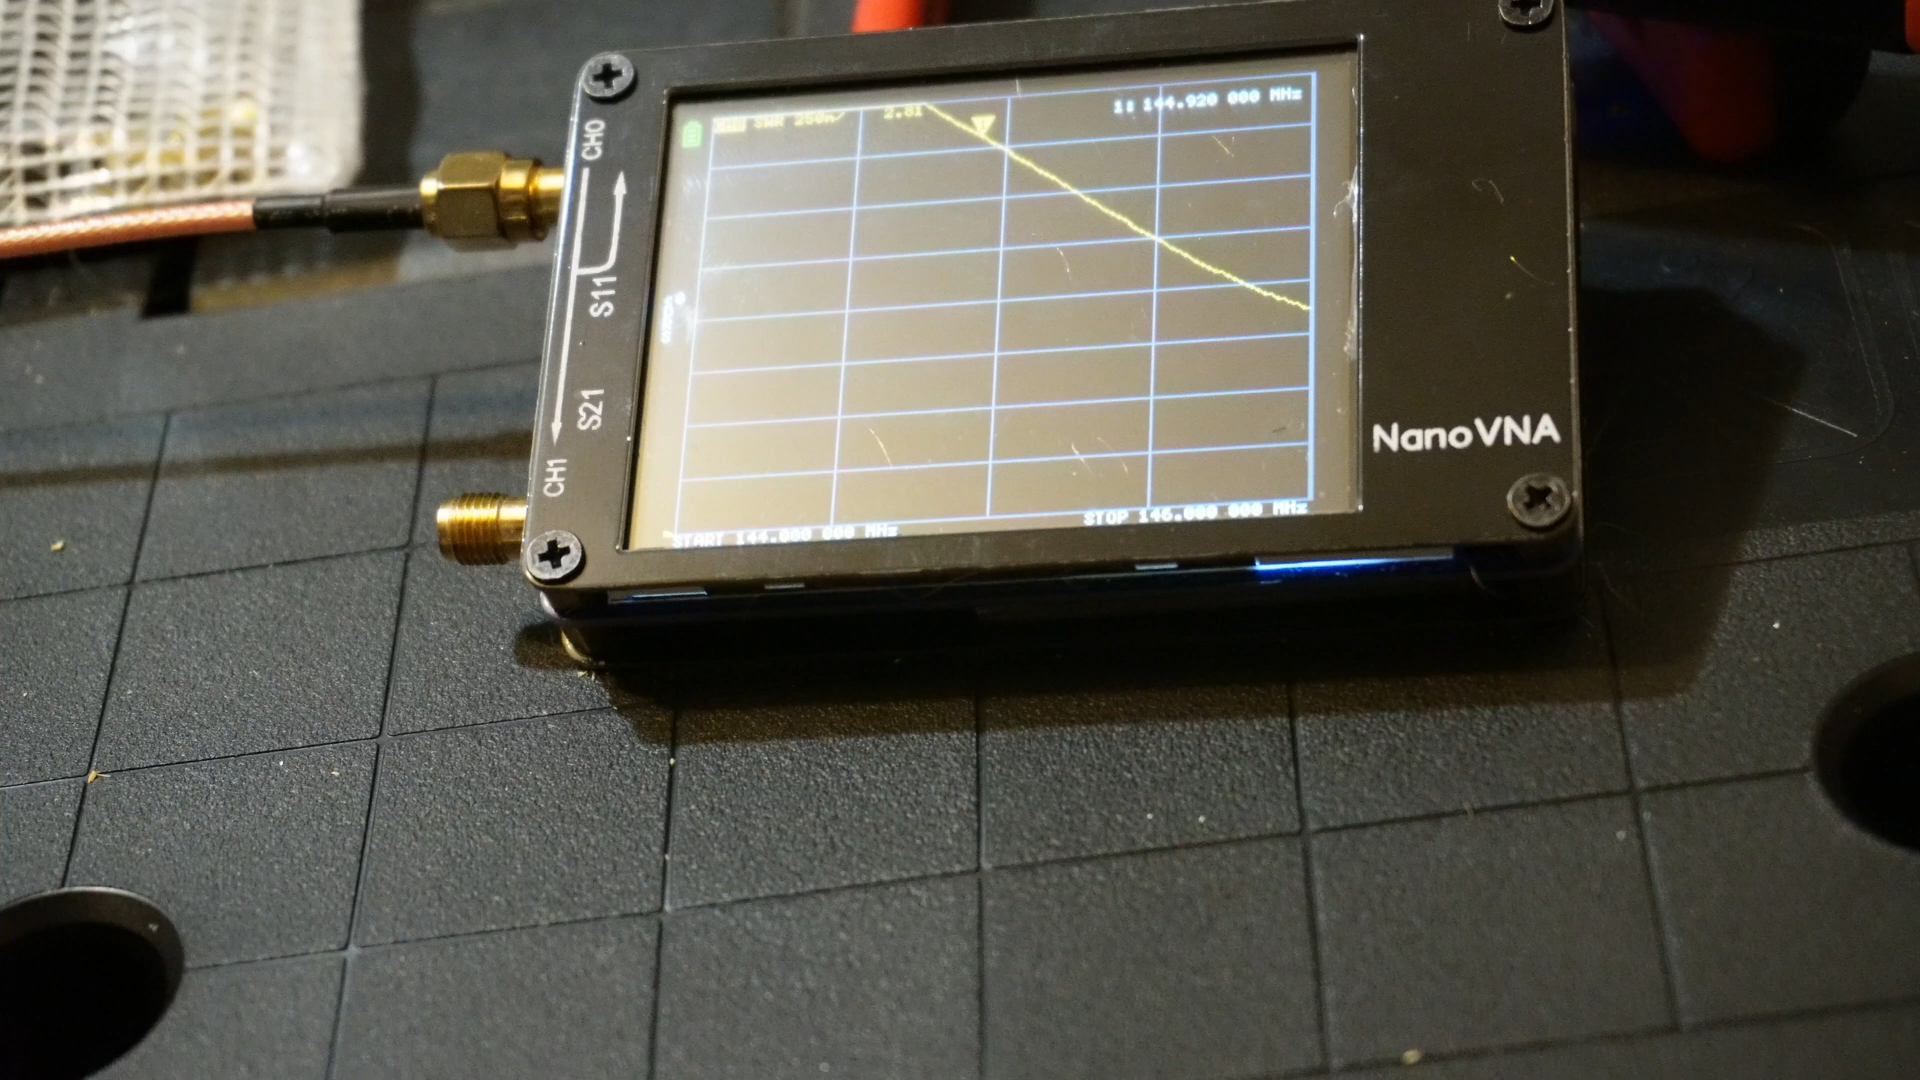 SWR 250m/ 2.81
1: 144.920 000 MHz
CH0
S11
S21
CH1
NanoVNA
START 144.000 000 MHz
STOP 146.000 000 MHz